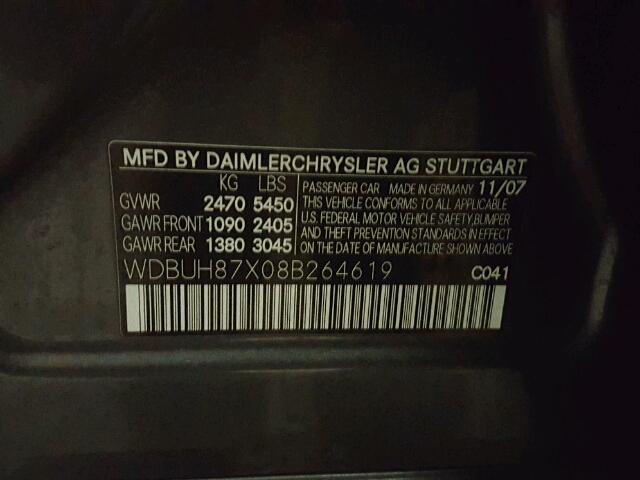 MFD BY DAIMLERCHRYSLER AG STUTTGART
KG LBS
GVWR 2470 5450
GAWR FRONT 1090 2405
GAWR REAR 1380 3045
PASSENGER CAR MADE IN GERMANY 11/07
THIS VEHICLE CONFORMS TO ALL APPLICABLE
U.S. FEDERAL MOTOR VEHICLE SAFETY, BUMPER
AND THEFT PREVENTION STANDARDS IN EFFECT
ON THE DATE OF MANUFACTURE SHOWN ABOVE
WDBUH87X08B264619 C041